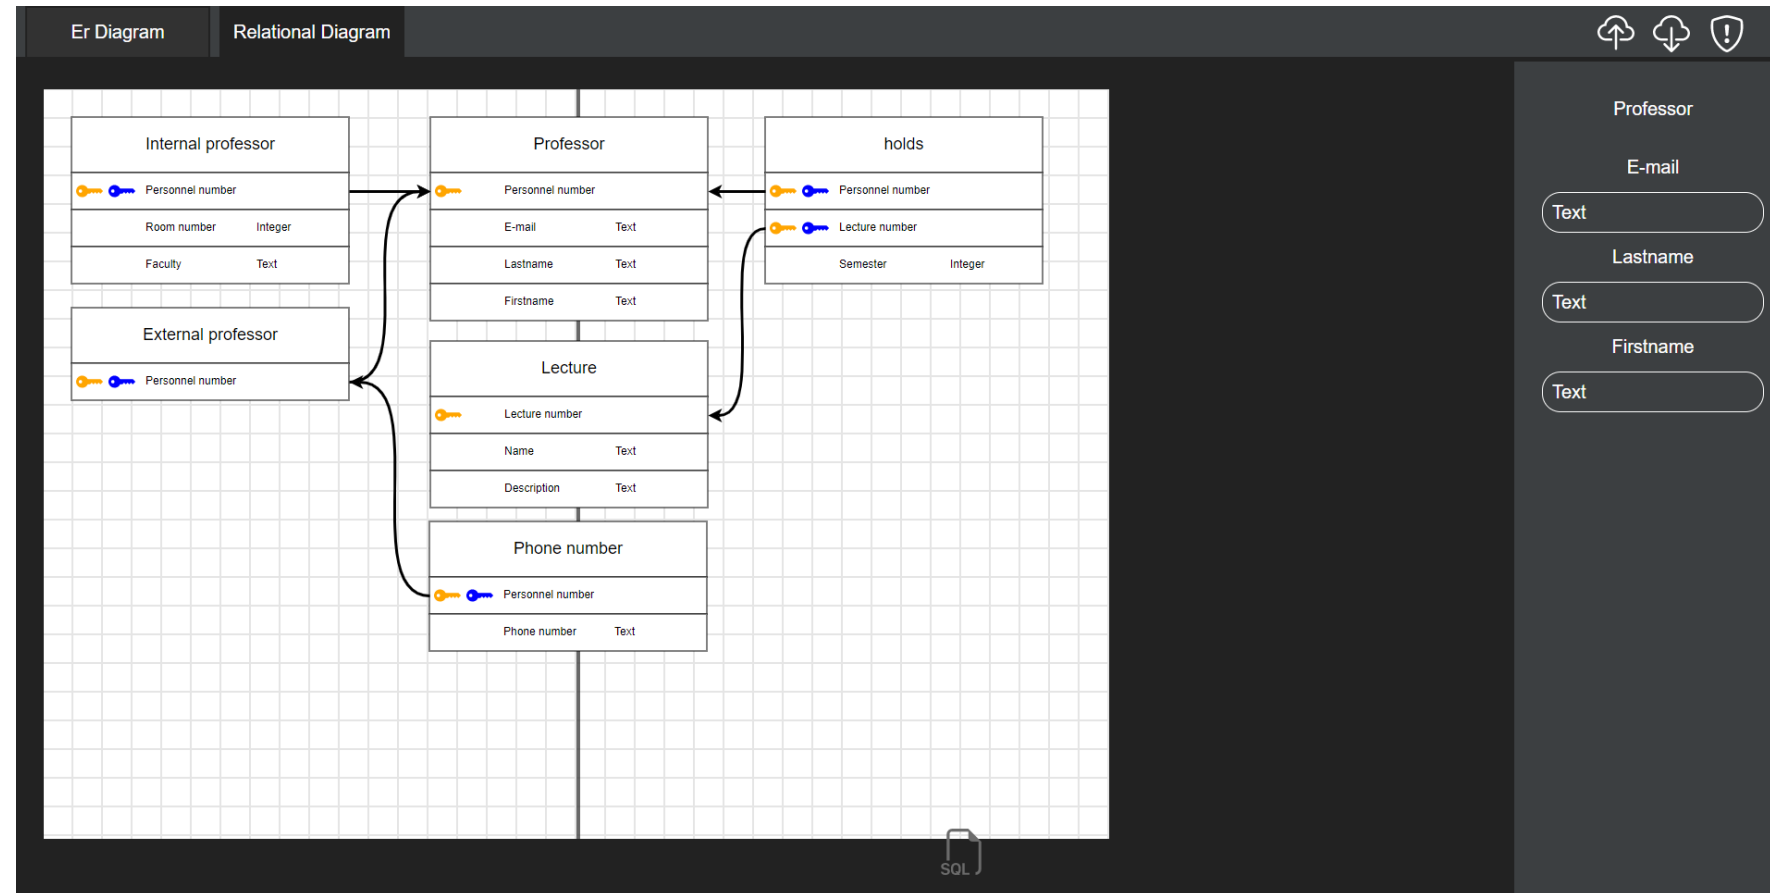 Er Diagram
Relational Diagram
Internal professor
Personnel number
Room number Integer
Faculty Text
External professor
Personnel number
Professor
Personnel number
E-mail Text
Lastname Text
Firstname Text
Lecture
Lecture number
Name Text
Description Text
Phone number
Personnel number
Phone number Text
holds
Personnel number
Lecture number
Semester Integer
SQL
Professor
E-mail
Text
Lastname
Text
Firstname
Text